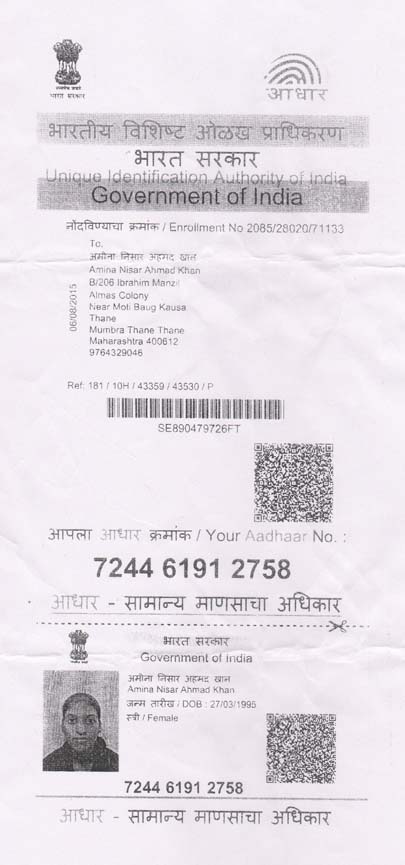 सत्यमेव जयते
भारत सरकार
आधार
भारतीय विशिष्ट ओळख प्राधिकरण
भारत सरकार
Unique Identification Authority of India
Government of India
नोंदविण्याचा क्रमांक / Enrollment No 2085/28020/71133
To,
अमीना निसार अहमद खान
Amina Nisar Ahmad Khan
B/206 Ibrahim Manzil
Almas Colony
Near Moti Baug Kausa
Thane
Mumbra Thane Thane
Maharashtra 400612
9764329046
06/08/2015
Ref: 181 / 10H / 43359 / 43530 / P
SE890479726FT
आपला आधार क्रमांक / Your Aadhaar No. :
7244 6191 2758
आधार - सामान्य माणसाचा अधिकार
भारत सरकार
Government of India
अमीना निसार अहमद खान
Amina Nisar Ahmad Khan
जन्म तारीख / DOB : 27/03/1995
स्त्री / Female
7244 6191 2758
आधार - सामान्य माणसाचा अधिकार